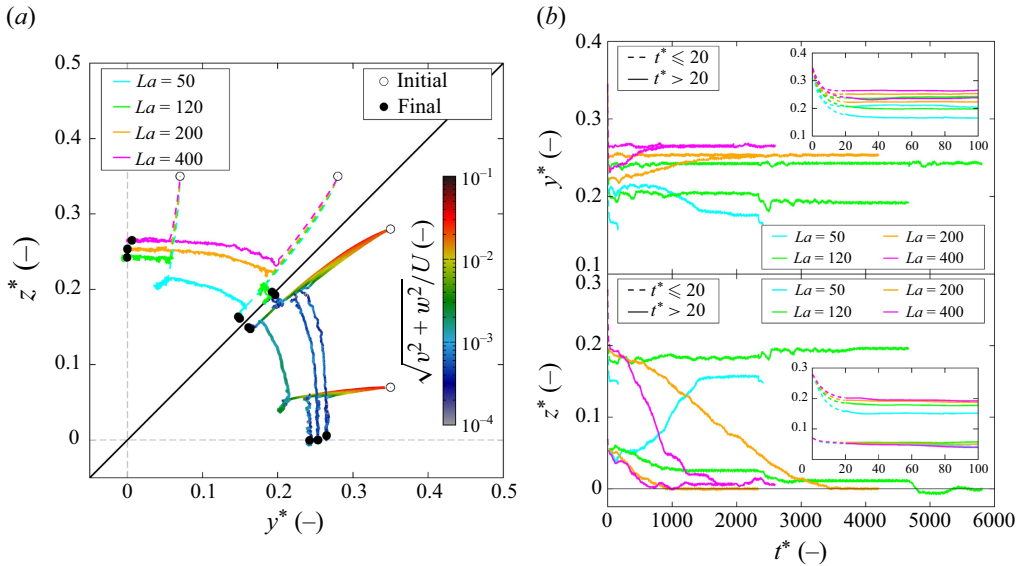 (a)
0.5
0.4
0.3
0.2
0.1
0
z* (–)
La = 50
La = 120
La = 200
La = 400
Initial
Final
10⁻¹
10⁻²
10⁻³
10⁻⁴
√v² + w²/U (–)
0 0.1 0.2 0.3 0.4 0.5
y* (–)
(b)
0.4
0.3
0.2
0.1
y* (–)
t* ⩽ 20
t* > 20
0.4
0.3
0.2
0.1
0 20 40 60 80 100
La = 50 La = 200
La = 120 La = 400
0.3
0.2
0.1
0
z* (–)
t* ⩽ 20
t* > 20
La = 50 La = 200
La = 120 La = 400
0.3
0.2
0.1
0 20 40 60 80 100
0 1000 2000 3000 4000 5000 6000
t* (–)